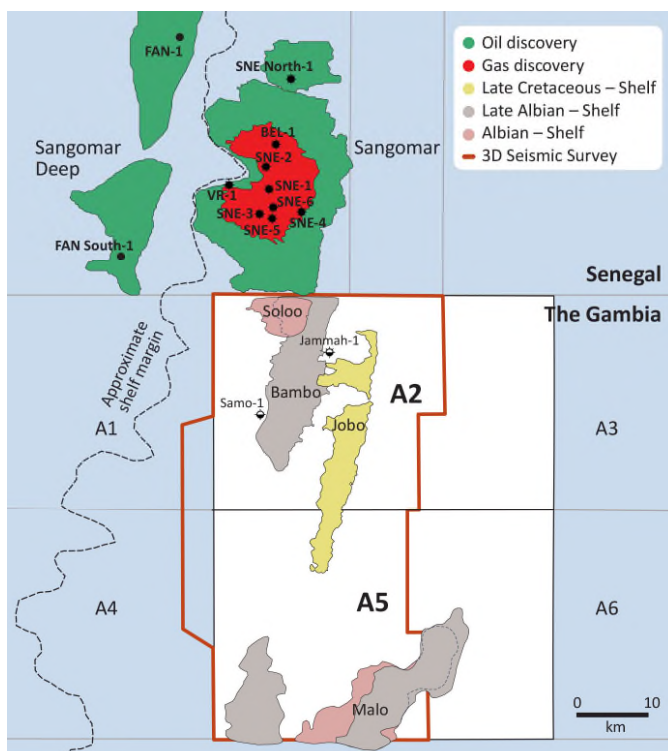 FAN-1
SNE North-1
Oil discovery
Gas discovery
Late Cretaceous – Shelf
Late Albian – Shelf
Albian – Shelf
3D Seismic Survey
Sangomar
Deep
BEL-1
SNE-2
Sangomar
VR-1
SNE-1
SNE-6
SNE-3
SNE-4
SNE-5
FAN South-1
Senegal
The Gambia
Soloo
Jammah-1
Approximate
shelf margin
Bambo
A2
Samo-1
Jobo
A1
A3
A4
A5
A6
Malo
0
10
km